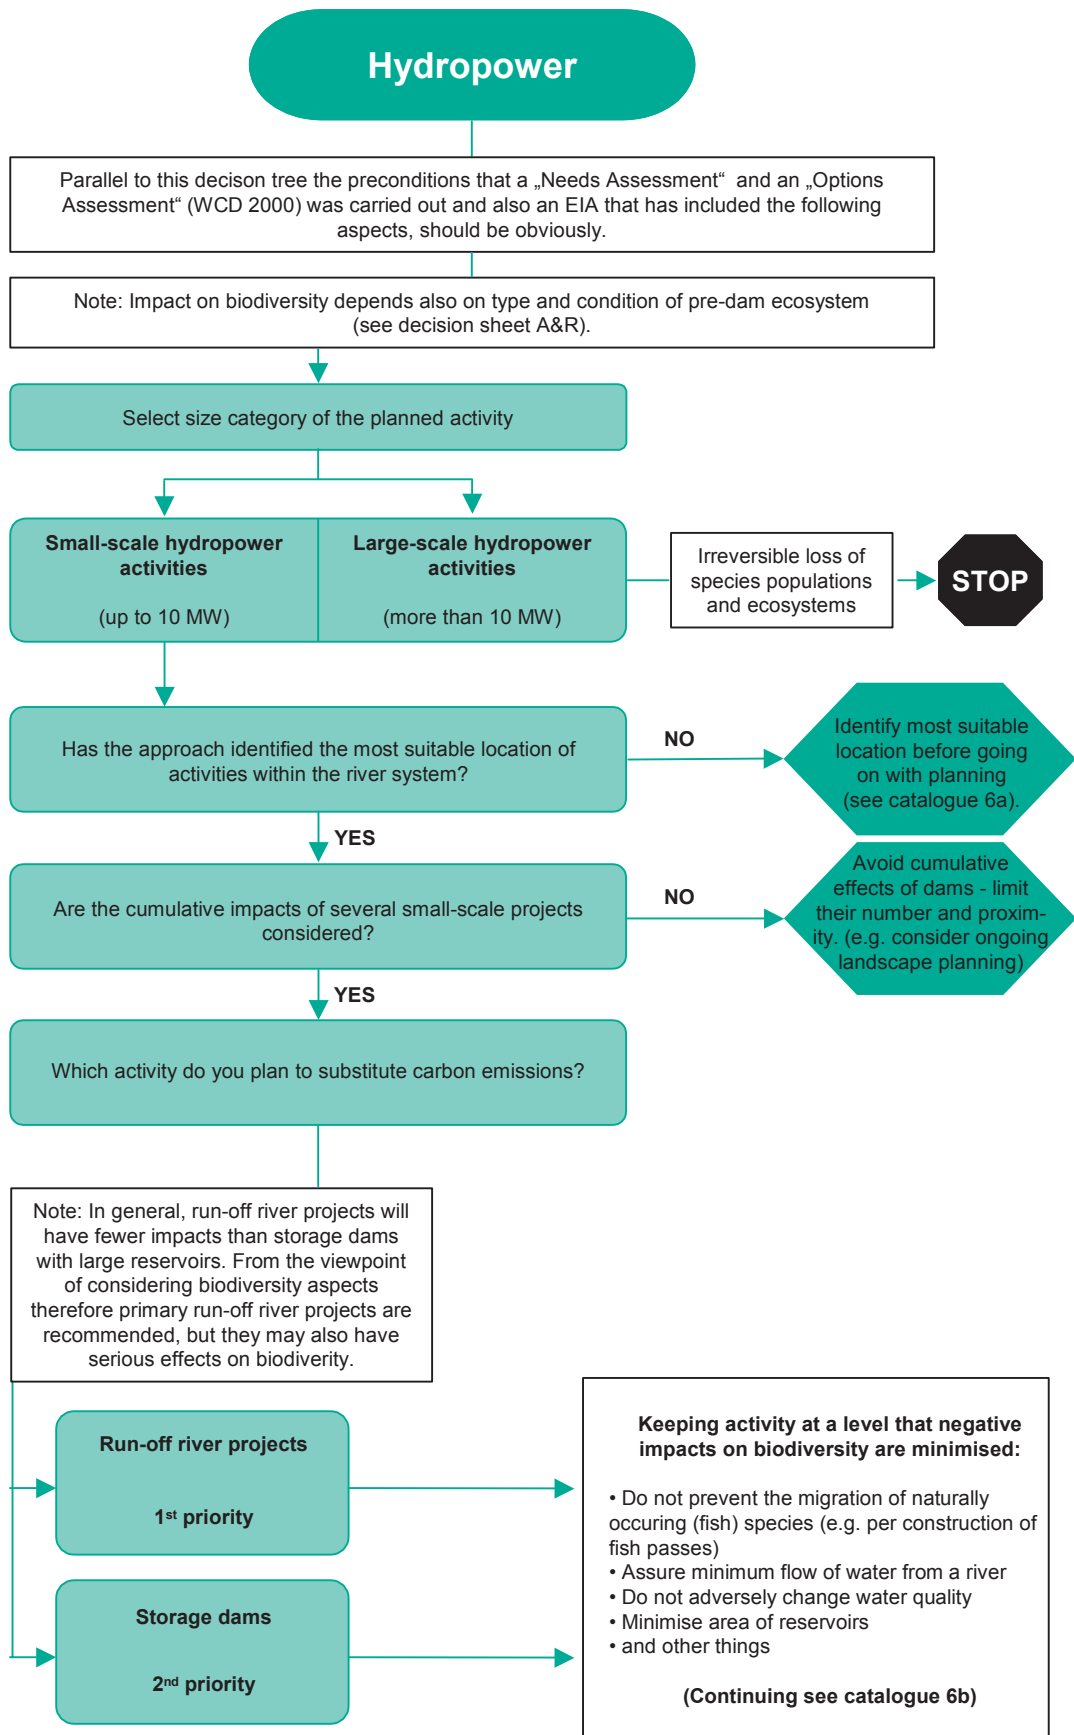 Hydropower
Parallel to this decison tree the preconditions that a „Needs Assessment“ and an „Options
Assessment“ (WCD 2000) was carried out and also an EIA that has included the following
aspects, should be obviously.
Note: Impact on biodiversity depends also on type and condition of pre-dam ecosystem
(see decision sheet A&R).
Select size category of the planned activity
Small-scale hydropower
activities
(up to 10 MW)
Large-scale hydropower
activities
(more than 10 MW)
Irreversible loss of
species populations
and ecosystems
STOP
Has the approach identified the most suitable location of
activities within the river system?
NO
Identify most suitable
location before going
on with planning
(see catalogue 6a).
YES
Are the cumulative impacts of several small-scale projects
considered?
NO
Avoid cumulative
effects of dams - limit
their number and proxim-
ity. (e.g. consider ongoing
landscape planning)
YES
Which activity do you plan to substitute carbon emissions?
Note: In general, run-off river projects will
have fewer impacts than storage dams
with large reservoirs. From the viewpoint
of considering biodiversity aspects
therefore primary run-off river projects are
recommended, but they may also have
serious effects on biodiverity.
Run-off river projects
1st priority
Storage dams
2nd priority
Keeping activity at a level that negative
impacts on biodiversity are minimised:
• Do not prevent the migration of naturally
occuring (fish) species (e.g. per construction of
fish passes)
• Assure minimum flow of water from a river
• Do not adversely change water quality
• Minimise area of reservoirs
• and other things
(Continuing see catalogue 6b)